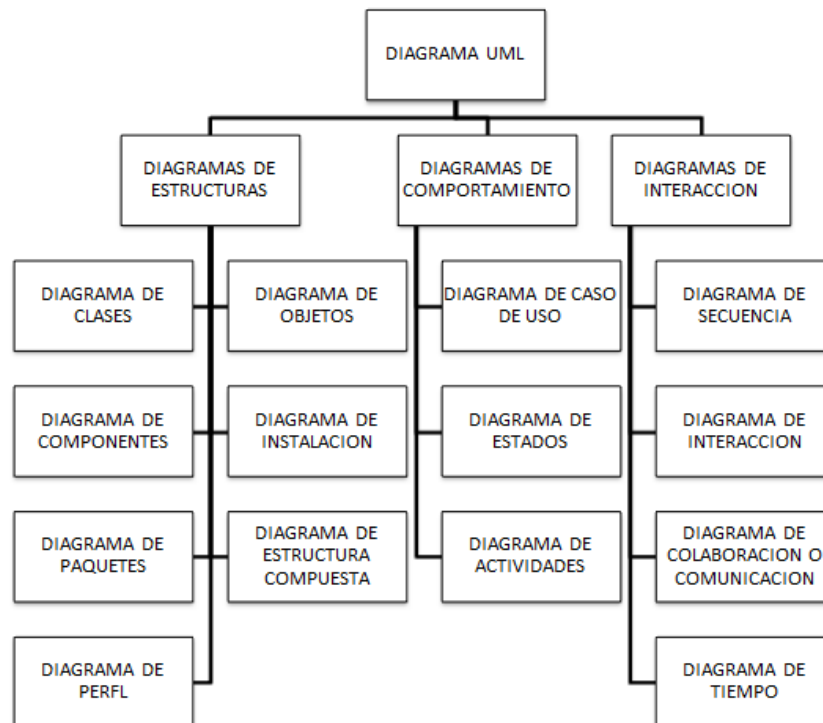 DIAGRAMA UML
DIAGRAMAS DE
ESTRUCTURAS
DIAGRAMAS DE
COMPORTAMIENTO
DIAGRAMAS DE
INTERACCION
DIAGRAMA DE
CLASES
DIAGRAMA DE
OBJETOS
DIAGRAMA DE CASO
DE USO
DIAGRAMA DE
SECUENCIA
DIAGRAMA DE
COMPONENTES
DIAGRAMA DE
INSTALACION
DIAGRAMA DE
ESTADOS
DIAGRAMA DE
INTERACCION
DIAGRAMA DE
PAQUETES
DIAGRAMA DE
ESTRUCTURA
COMPUESTA
DIAGRAMA DE
ACTIVIDADES
DIAGRAMA DE
COLABORACION O
COMUNICACION
DIAGRAMA DE
PERFL
DIAGRAMA DE
TIEMPO